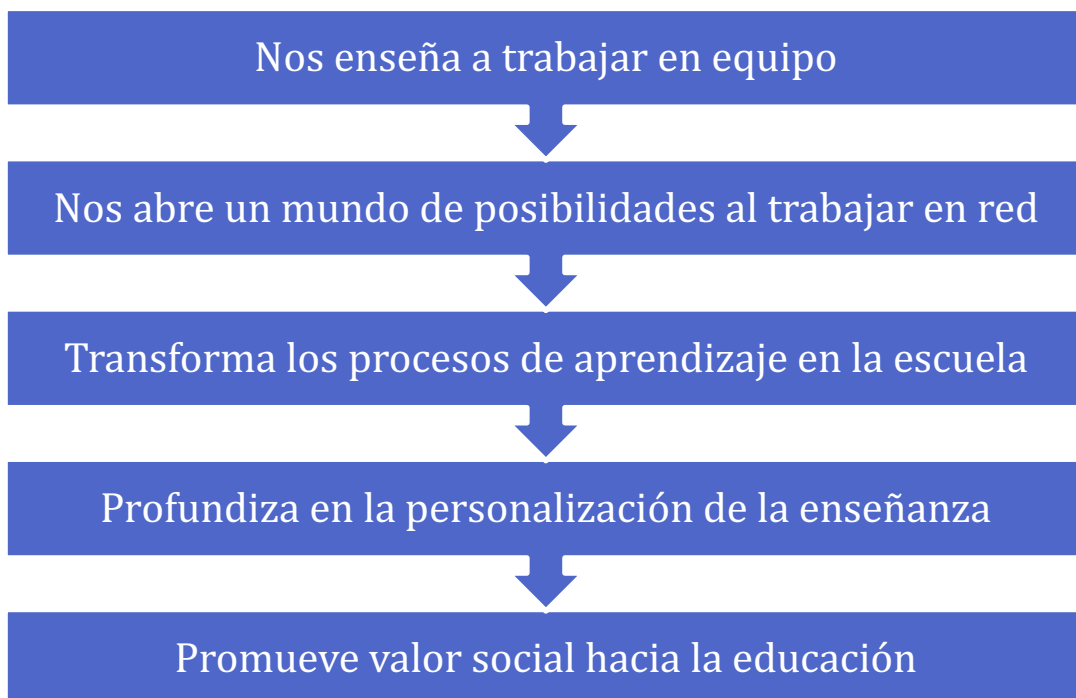 Nos enseña a trabajar en equipo
Nos abre un mundo de posibilidades al trabajar en red
Transforma los procesos de aprendizaje en la escuela
Profundiza en la personalización de la enseñanza
Promueve valor social hacia la educación